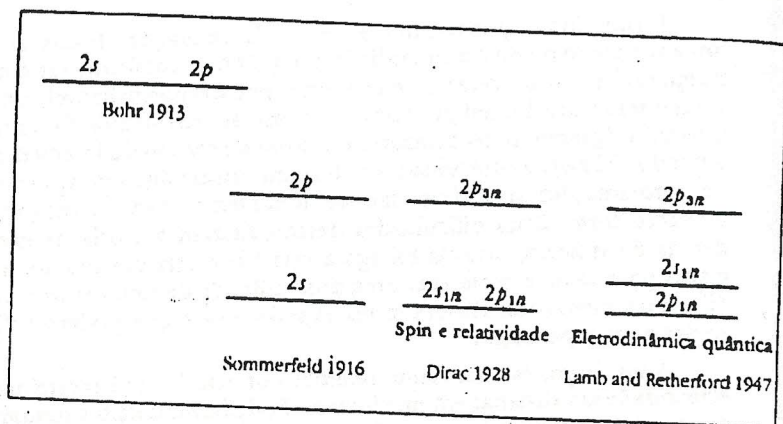 2s 2p
Bohr 1913
2p 2p3/2 2p3/2
2s1/2
2s 2s1/2 2p1/2 2p1/2
Spin e relatividade Eletrodinâmica quântica
Sommerfeld 1916 Dirac 1928 Lamb and Retherford 1947